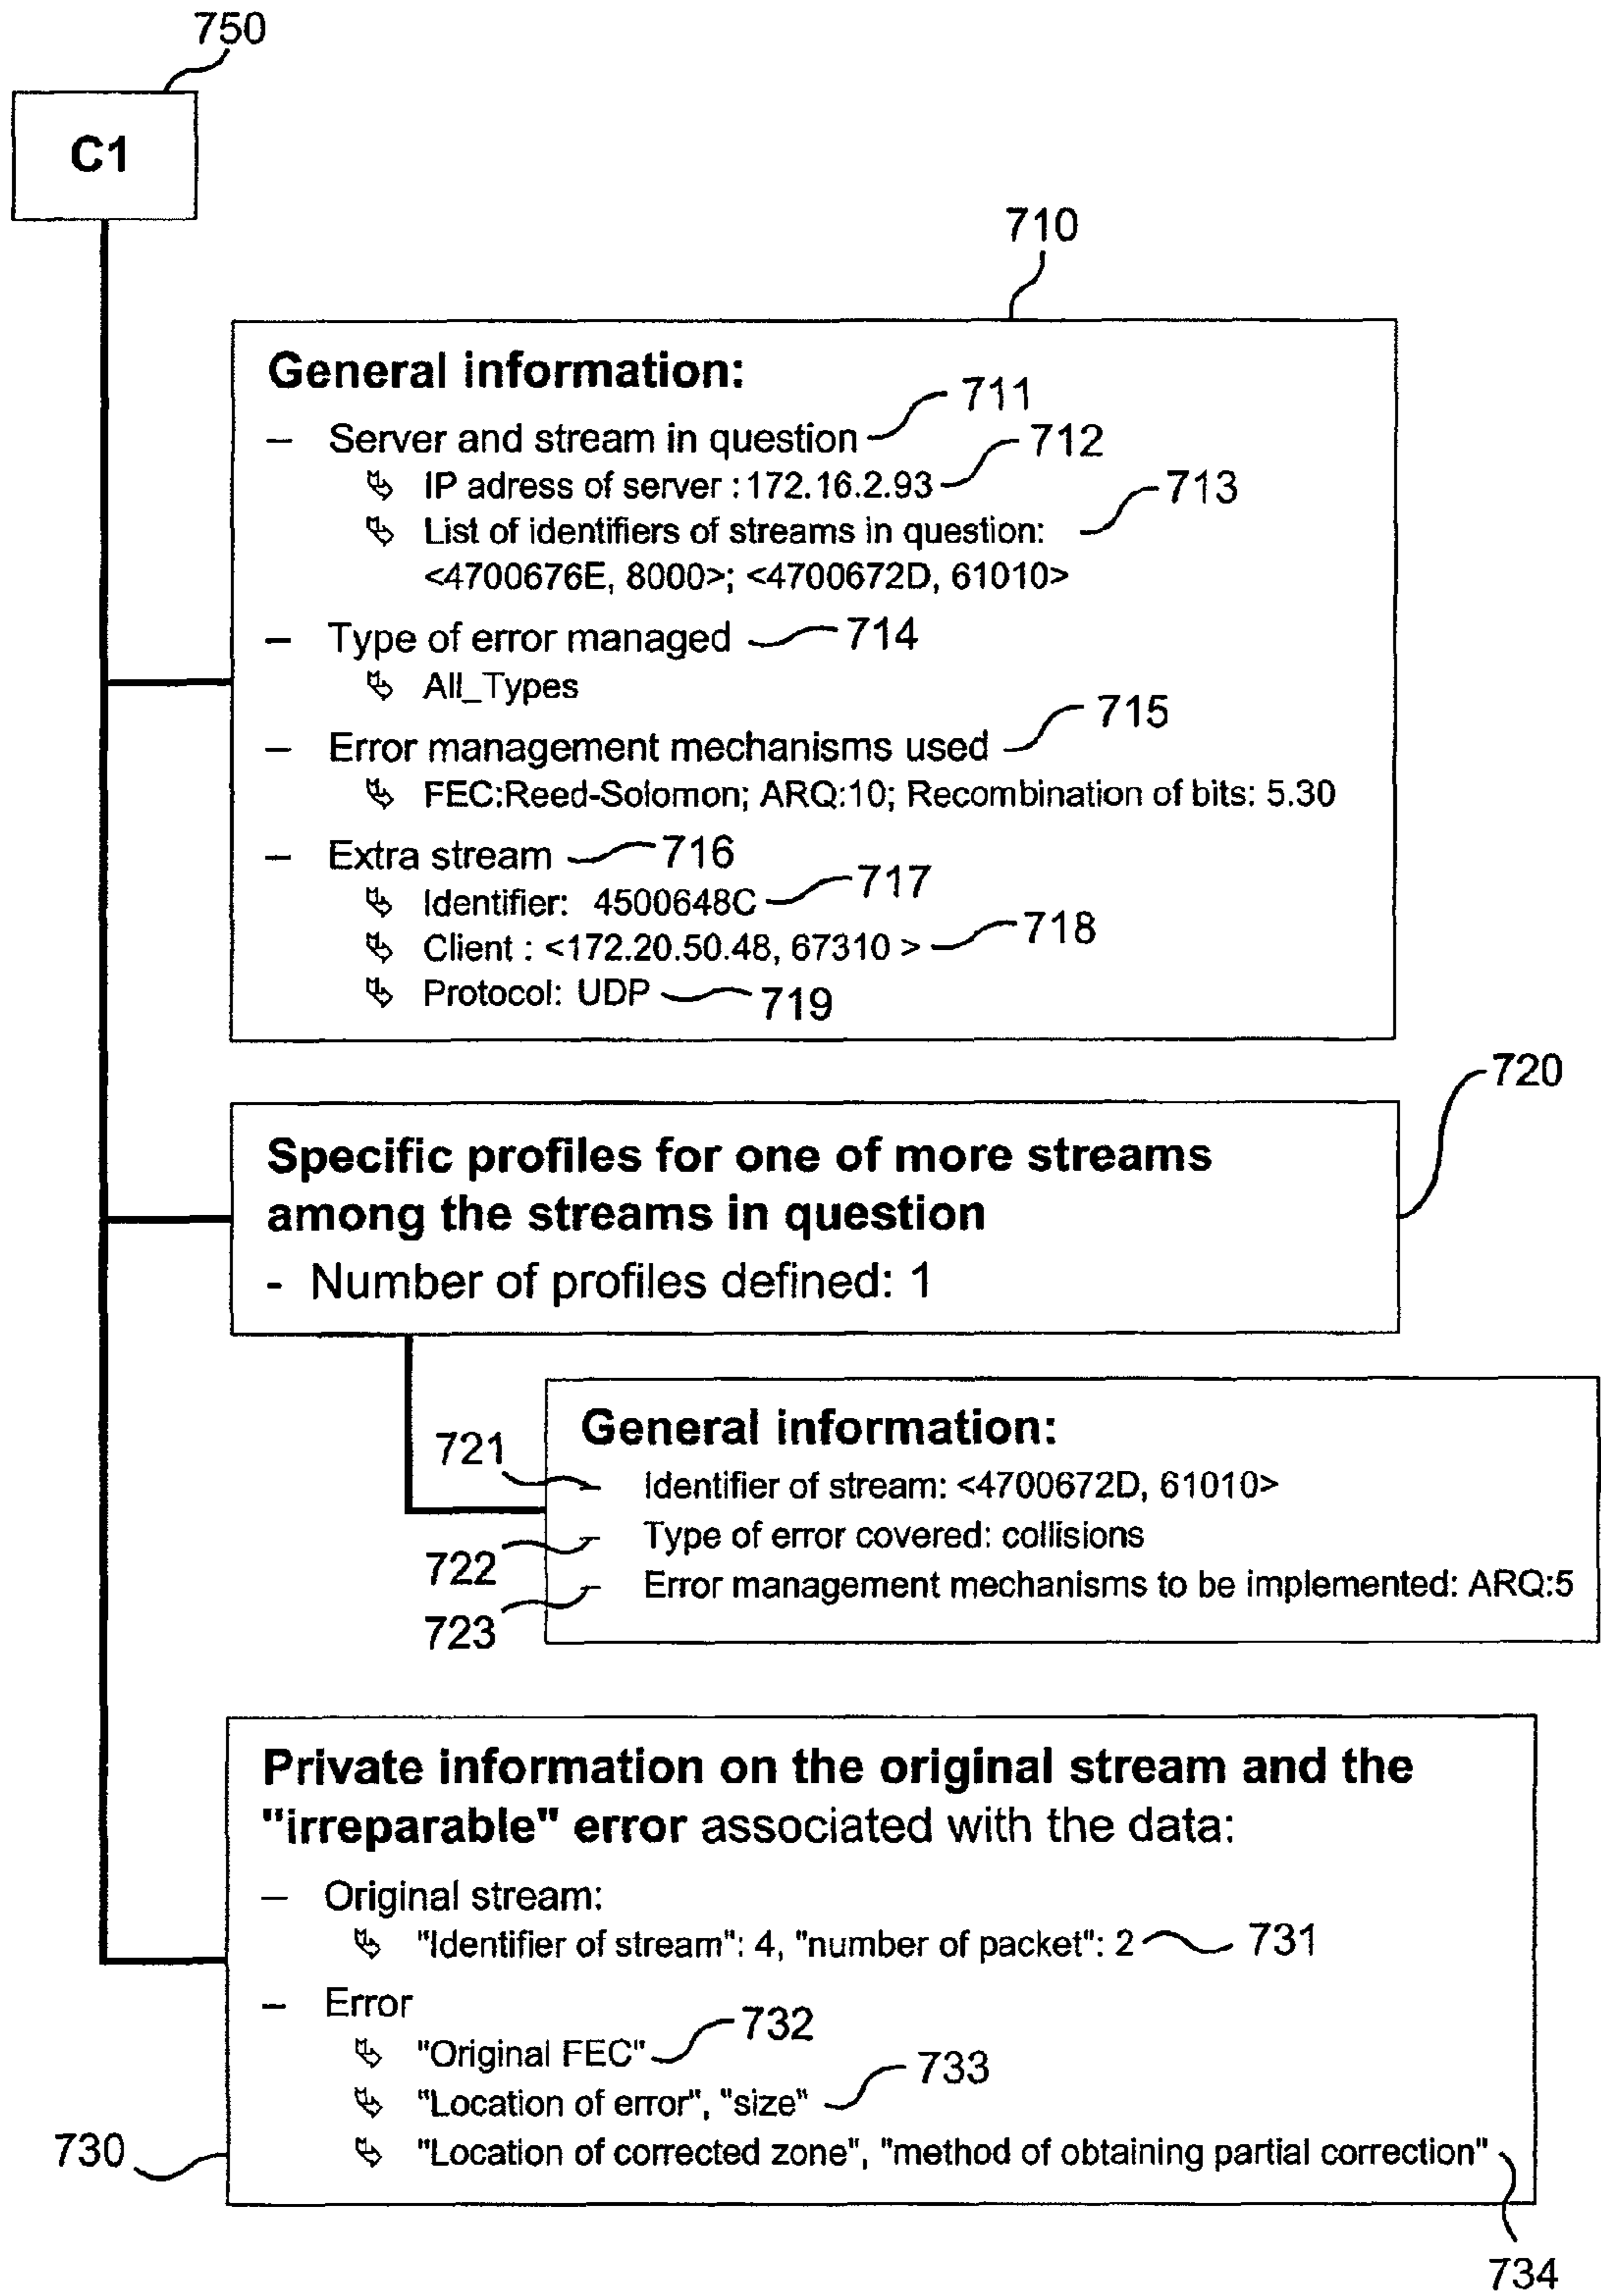 750
C1
710
General information:
711
– Server and stream in question
712
IP adress of server : 172.16.2.93
713
List of identifiers of streams in question:
<4700676E, 8000>; <4700672D, 61010>
– Type of error managed 714
All_Types
715
– Error management mechanisms used
FEC:Reed-Solomon; ARQ:10; Recombination of bits: 5.30
– Extra stream 716
Identifier: 4500648C 717
Client : <172.20.50.48, 67310 > 718
Protocol: UDP 719
720
Specific profiles for one of more streams
among the streams in question
- Number of profiles defined: 1
General information:
721
– Identifier of stream: <4700672D, 61010>
722
– Type of error covered: collisions
723
– Error management mechanisms to be implemented: ARQ:5
Private information on the original stream and the
"irreparable" error associated with the data:
– Original stream:
"Identifier of stream": 4, "number of packet": 2 731
– Error
732
"Original FEC"
733
"Location of error", "size"
730
"Location of corrected zone", "method of obtaining partial correction"
734